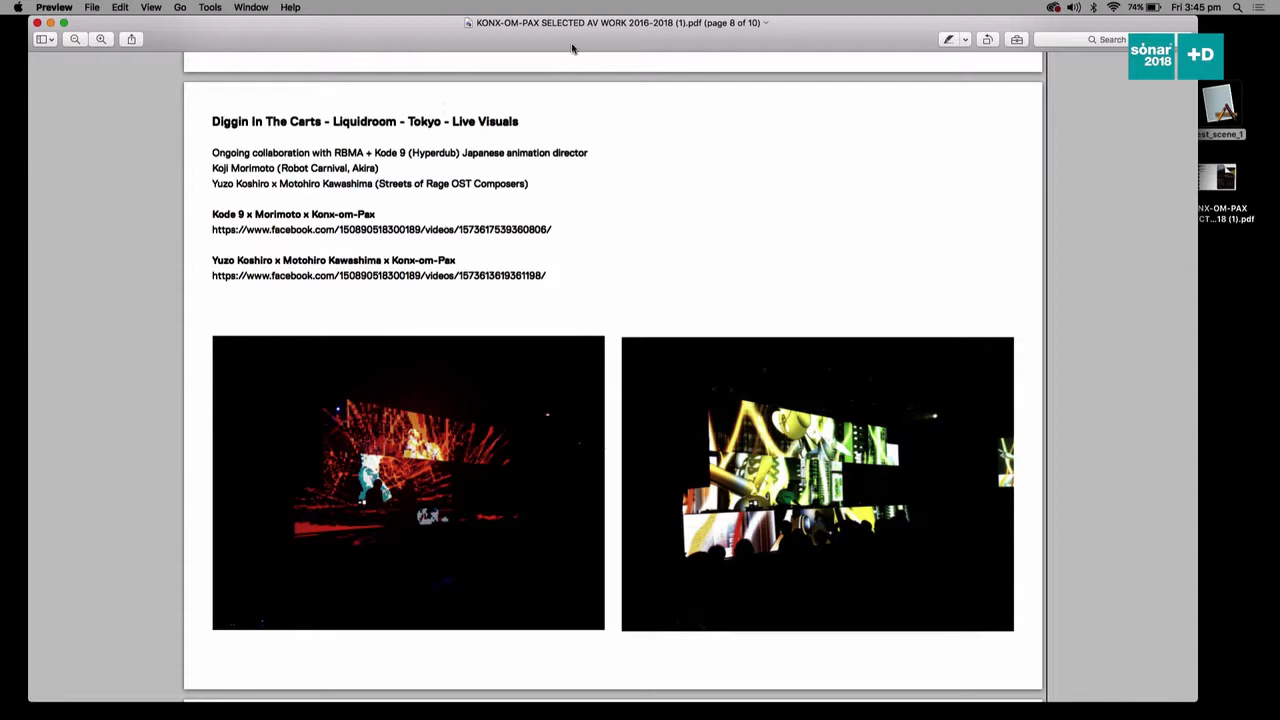 Preview File Edit View Go Tools Window Help
74% Fri 3:45 pm
KONX-OM-PAX SELECTED AV WORK 2016-2018 (1).pdf (page 8 of 10)
Search
sónar
2018
+D
Diggin In The Carts - Liquidroom - Tokyo - Live Visuals
Ongoing collaboration with RBMA + Kode 9 (Hyperdub) Japanese animation director
Koji Morimoto (Robot Carnival, Akira)
Yuzo Koshiro x Motohiro Kawashima (Streets of Rage OST Composers)
Kode 9 x Morimoto x Konx-om-Pax
https://www.facebook.com/150890518300189/videos/1573617539360806/
Yuzo Koshiro x Motohiro Kawashima x Konx-om-Pax
https://www.facebook.com/150890518300189/videos/1573613619361198/
est_scene_1
NX-OM-PAX
CT...18 (1).pdf